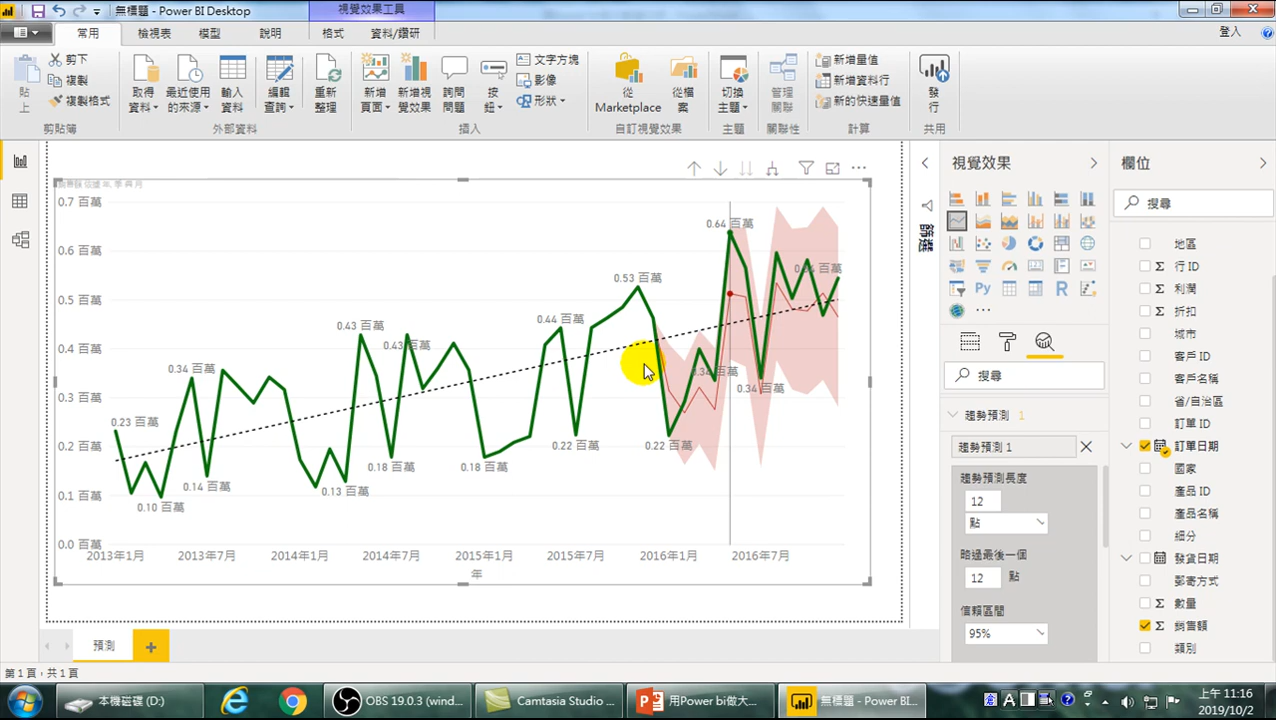 無標題 - Power BI Desktop
視覺效果工具
常用
檢視表
模型
說明
格式
資料/鑽研
登入
貼上
剪下
複製
複製格式
剪貼簿
取得資料
最近使用的來源
輸入資料
編輯查詢
重新整理
外部資料
新增頁面
新增視覺效果
詢問問題
按鈕
文字方塊
影像
形狀
插入
從 Marketplace
從檔案
自訂視覺效果
切換主題
主題
管理關聯
關聯性
新增量值
新增資料行
新的快速量值
計算
發行
共用
銷售額 依據 年, 季 與 月
0.7 百萬
0.6 百萬
0.5 百萬
0.4 百萬
0.3 百萬
0.2 百萬
0.1 百萬
0.0 百萬
0.23 百萬
0.10 百萬
0.34 百萬
0.14 百萬
0.13 百萬
0.43 百萬
0.18 百萬
0.43 百萬
0.18 百萬
0.44 百萬
0.22 百萬
0.53 百萬
0.22 百萬
0.34 百萬
0.64 百萬
0.34 百萬
2013年1月
2013年7月
2014年1月
2014年7月
2015年1月
2015年7月
2016年1月
2016年7月
年
篩選
視覺效果
Py
R
搜尋
趨勢預測 1
趨勢預測 1
趨勢預測長度
12
點
略過最後一個
12 點
信賴區間
95%
欄位
搜尋
地區
Σ 行 ID
Σ 利潤
Σ 折扣
城市
客戶 ID
客戶名稱
省/自治區
訂單 ID
訂單日期
國家
產品 ID
產品名稱
細分
發貨日期
郵寄方式
Σ 數量
Σ 銷售額
類別
預測
第 1 頁，共 1 頁
本機磁碟 (D:)
OBS 19.0.3 (wind...
Camtasia Studio ...
用Power bi做大...
無標題 - Power BI...
上午 11:16
2019/10/2